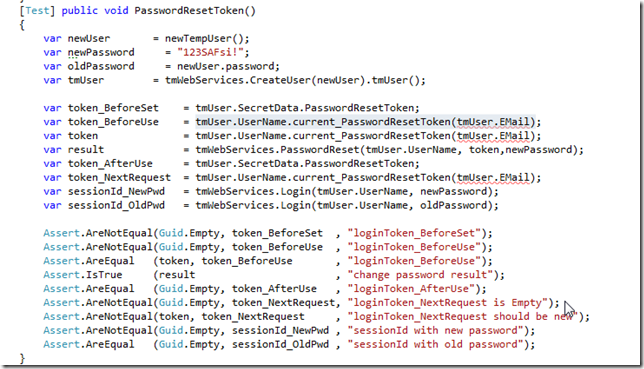 [Test] public void PasswordResetToken()
{
var newUser = newTempUser();
var newPassword = "123SAFsi!";
var oldPassword = newUser.password;
var tmUser = tmWebServices.CreateUser(newUser).tmUser();
var token_BeforeSet = tmUser.SecretData.PasswordResetToken;
var token_BeforeUse = tmUser.UserName.current_PasswordResetToken(tmUser.EMail);
var token = tmUser.UserName.current_PasswordResetToken(tmUser.EMail);
var result = tmWebServices.PasswordReset(tmUser.UserName, token,newPassword);
var token_AfterUse = tmUser.SecretData.PasswordResetToken;
var token_NextRequest = tmUser.UserName.current_PasswordResetToken(tmUser.EMail);
var sessionId_NewPwd = tmWebServices.Login(tmUser.UserName, newPassword);
var sessionId_OldPwd = tmWebServices.Login(tmUser.UserName, oldPassword);
Assert.AreNotEqual(Guid.Empty, token_BeforeSet , "loginToken_BeforeSet");
Assert.AreNotEqual(Guid.Empty, token_BeforeUse , "loginToken_BeforeUse");
Assert.AreEqual (token, token_BeforeUse , "loginToken_BeforeUse");
Assert.IsTrue (result , "change password result");
Assert.AreEqual (Guid.Empty, token_AfterUse , "loginToken_AfterUse");
Assert.AreNotEqual(Guid.Empty, token_NextRequest, "loginToken_NextRequest is Empty");
Assert.AreNotEqual(token, token_NextRequest , "loginToken_NextRequest should be new");
Assert.AreNotEqual(Guid.Empty, sessionId_NewPwd , "sessionId with new password");
Assert.AreEqual (Guid.Empty, sessionId_OldPwd , "sessionId with old password");
}